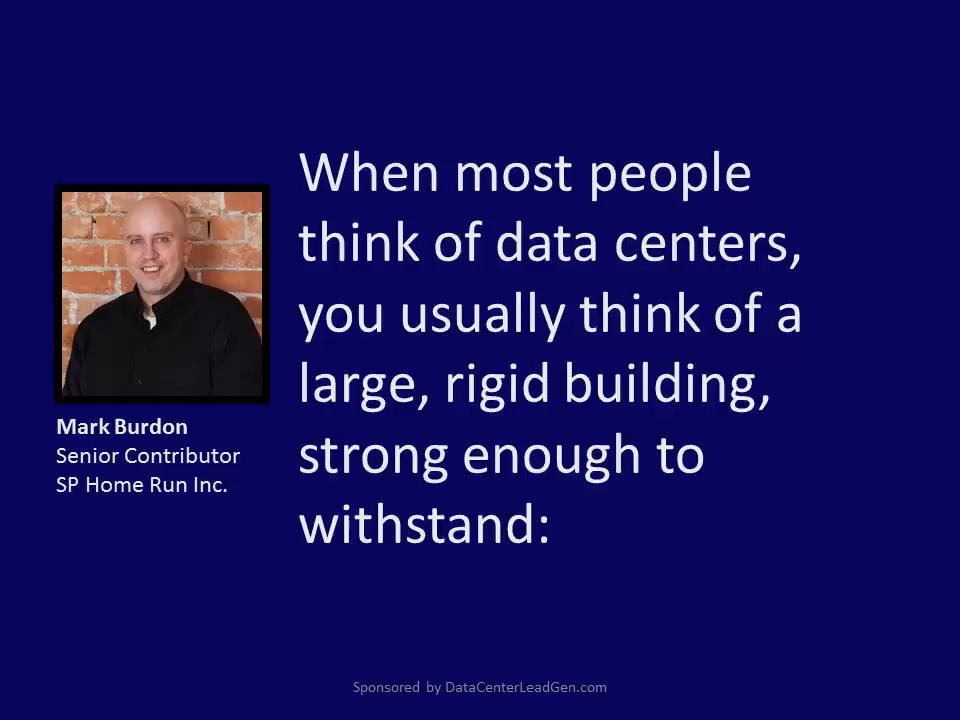 When most people
think of data centers,
you usually think of a
large, rigid building,
strong enough to
withstand:
Mark Burdon
Senior Contributor
SP Home Run Inc.
Sponsored by DataCenterLeadGen.com